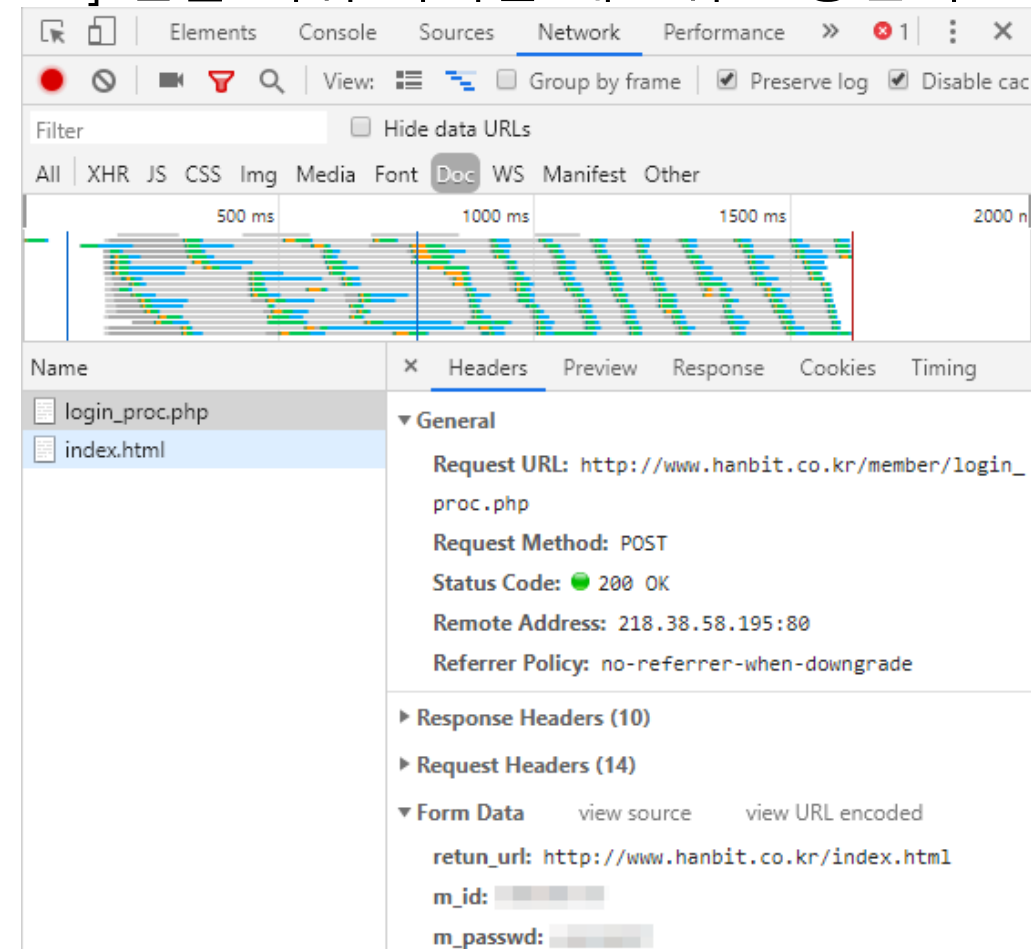 Elements Console Sources Network Performance » 1
View: Group by frame Preserve log Disable cac
Filter Hide data URLs
All XHR JS CSS Img Media Font Doc WS Manifest Other
500 ms 1000 ms 1500 ms 2000 n
Name
login_proc.php
index.html
× Headers Preview Response Cookies Timing
▼ General
Request URL: http://www.hanbit.co.kr/member/login_
proc.php
Request Method: POST
Status Code: 200 OK
Remote Address: 218.38.58.195:80
Referrer Policy: no-referrer-when-downgrade
▶ Response Headers (10)
▶ Request Headers (14)
▼ Form Data view source view URL encoded
retun_url: http://www.hanbit.co.kr/index.html
m_id:
m_passwd: